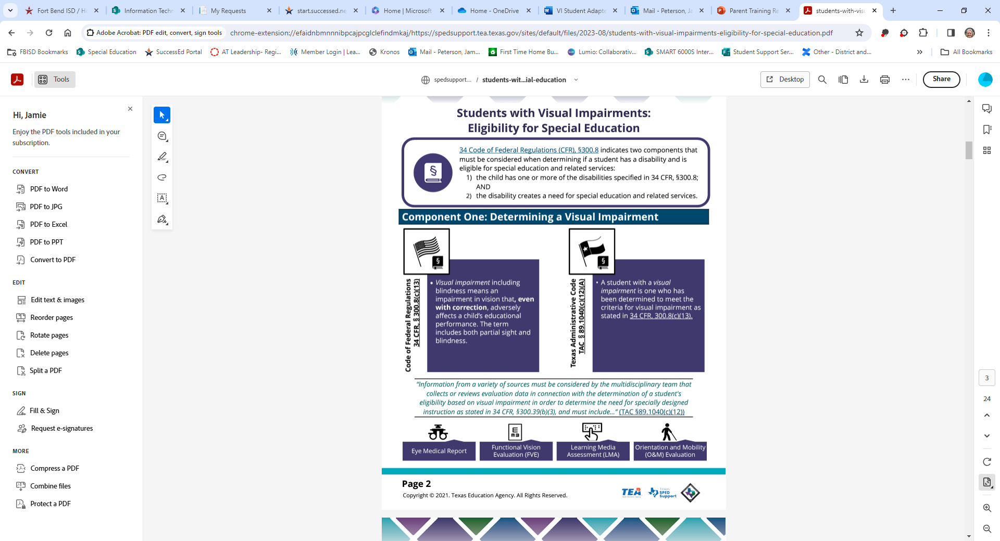 Fort Bend ISD / H
Information Techn
My Requests
start.successed.ne
Home | Microsoft
Home - OneDrive
VI Student Adapte
Mail - Peterson, Ja
Parent Training Re
students-with-visu
Adobe Acrobat: PDF edit, convert, sign tools
chrome-extension://efaidnbmnnnibpcajpcglclefindmkaj/https://spedsupport.tea.texas.gov/sites/default/files/2023-08/students-with-visual-impairments-eligibility-for-special-education.pdf
FBISD Bookmarks
Special Education
SuccessEd Portal
AT Leadership- Regi...
Member Login | Lea...
Kronos
Mail - Peterson, Jam...
First Time Home Bu...
Lumio: Collaborativ...
SMART 6000S Inter...
Student Support Ser...
Other - District and...
All Bookmarks
Tools
spedsupport... / students-wit...ial-education
Desktop
Share
Hi, Jamie
Enjoy the PDF tools included in your
subscription.
CONVERT
PDF to Word
PDF to JPG
PDF to Excel
PDF to PPT
Convert to PDF
EDIT
Edit text & images
Reorder pages
Rotate pages
Delete pages
Split a PDF
SIGN
Fill & Sign
Request e-signatures
MORE
Compress a PDF
Combine files
Protect a PDF
Students with Visual Impairments:
Eligibility for Special Education
34 Code of Federal Regulations (CFR), §300.8 indicates two components that
must be considered when determining if a student has a disability and is
eligible for special education and related services:
1) the child has one or more of the disabilities specified in 34 CFR, §300.8;
AND
2) the disability creates a need for special education and related services.
Component One: Determining a Visual Impairment
Code of Federal Regulations
34 CFR, § 300.8(c)(13)
• Visual impairment including
blindness means an
impairment in vision that, even
with correction, adversely
affects a child's educational
performance. The term
includes both partial sight and
blindness.
Texas Administrative Code
TAC § 89.1040(c)(12)(A)
• A student with a visual
impairment is one who has
been determined to meet the
criteria for visual impairment as
stated in 34 CFR, 300.8(c)(13).
“Information from a variety of sources must be considered by the multidisciplinary team that
collects or reviews evaluation data in connection with the determination of a student's
eligibility based on visual impairment in order to determine the need for specially designed
instruction as stated in 34 CFR, §300.39(b)(3), and must include...” (TAC §89.1040(c)(12))
Eye Medical Report
Functional Vision
Evaluation (FVE)
Learning Media
Assessment (LMA)
Orientation and Mobility
(O&M) Evaluation
Page 2
Copyright © 2021. Texas Education Agency. All Rights Reserved.
TEA
Texas
SPED
Support
3
24